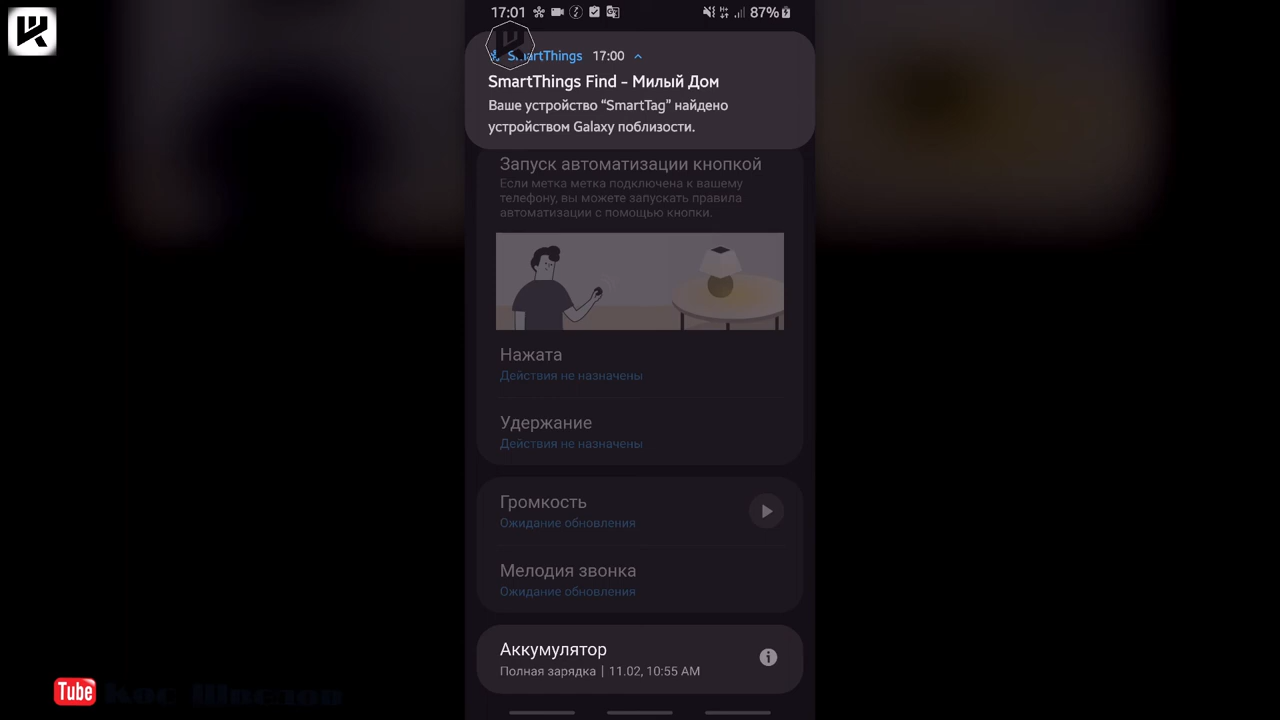 17:01
87%
SmartThings 17:00
SmartThings Find - Милый Дом
Ваше устройство “SmartTag” найдено
устройством Galaxy поблизости.
Запуск автоматизации кнопкой
Если метка метка подключена к вашему
телефону, вы можете запускать правила
автоматизации с помощью кнопки.
Нажата
Действия не назначены
Удержание
Действия не назначены
Громкость
Ожидание обновления
Мелодия звонка
Ожидание обновления
Аккумулятор
Полная зарядка | 11.02, 10:55 AM
Tube Кос Шведов